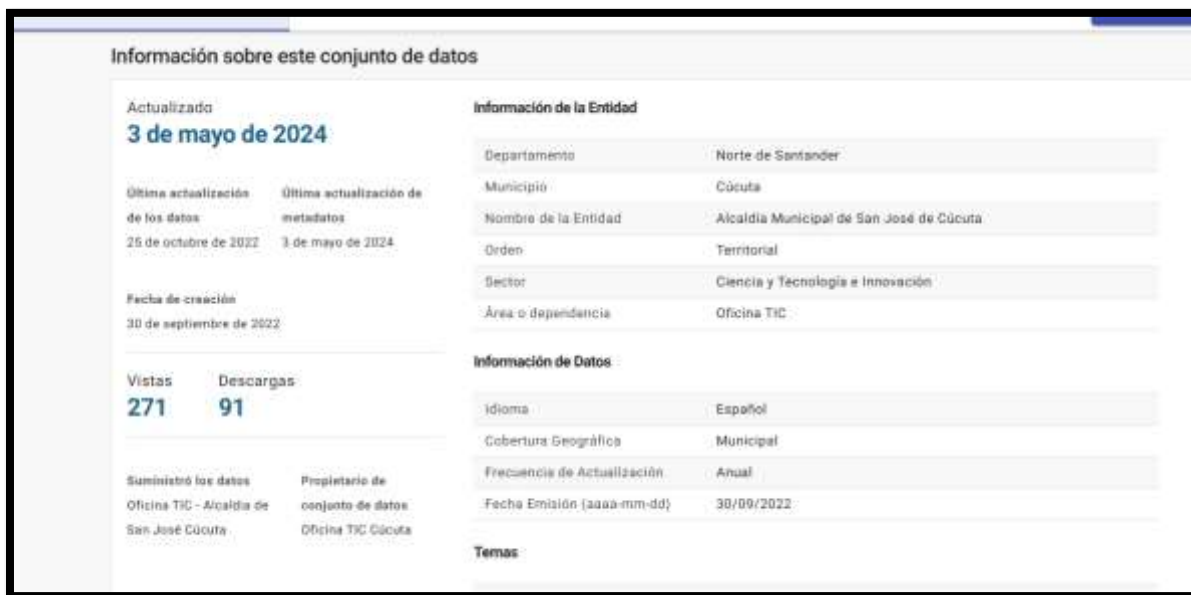 Información sobre este conjunto de datos
Actualizado
3 de mayo de 2024
Última actualización de los datos
25 de octubre de 2022
Última actualización de metadatos
3 de mayo de 2024
Fecha de creación
30 de septiembre de 2022
Vistas
271
Descargas
91
Suministró los datos
Oficina TIC - Alcaldía de
San José Cúcuta
Propietario de
conjunto de datos
Oficina TIC Cúcuta
Información de la Entidad
Departamento Norte de Santander
Municipio Cúcuta
Nombre de la Entidad Alcaldía Municipal de San José de Cúcuta
Orden Territorial
Sector Ciencia y Tecnología e Innovación
Área o dependencia Oficina TIC
Información de Datos
Idioma Español
Cobertura Geográfica Municipal
Frecuencia de Actualización Anual
Fecha Emisión (aaaa-mm-dd) 30/09/2022
Temas